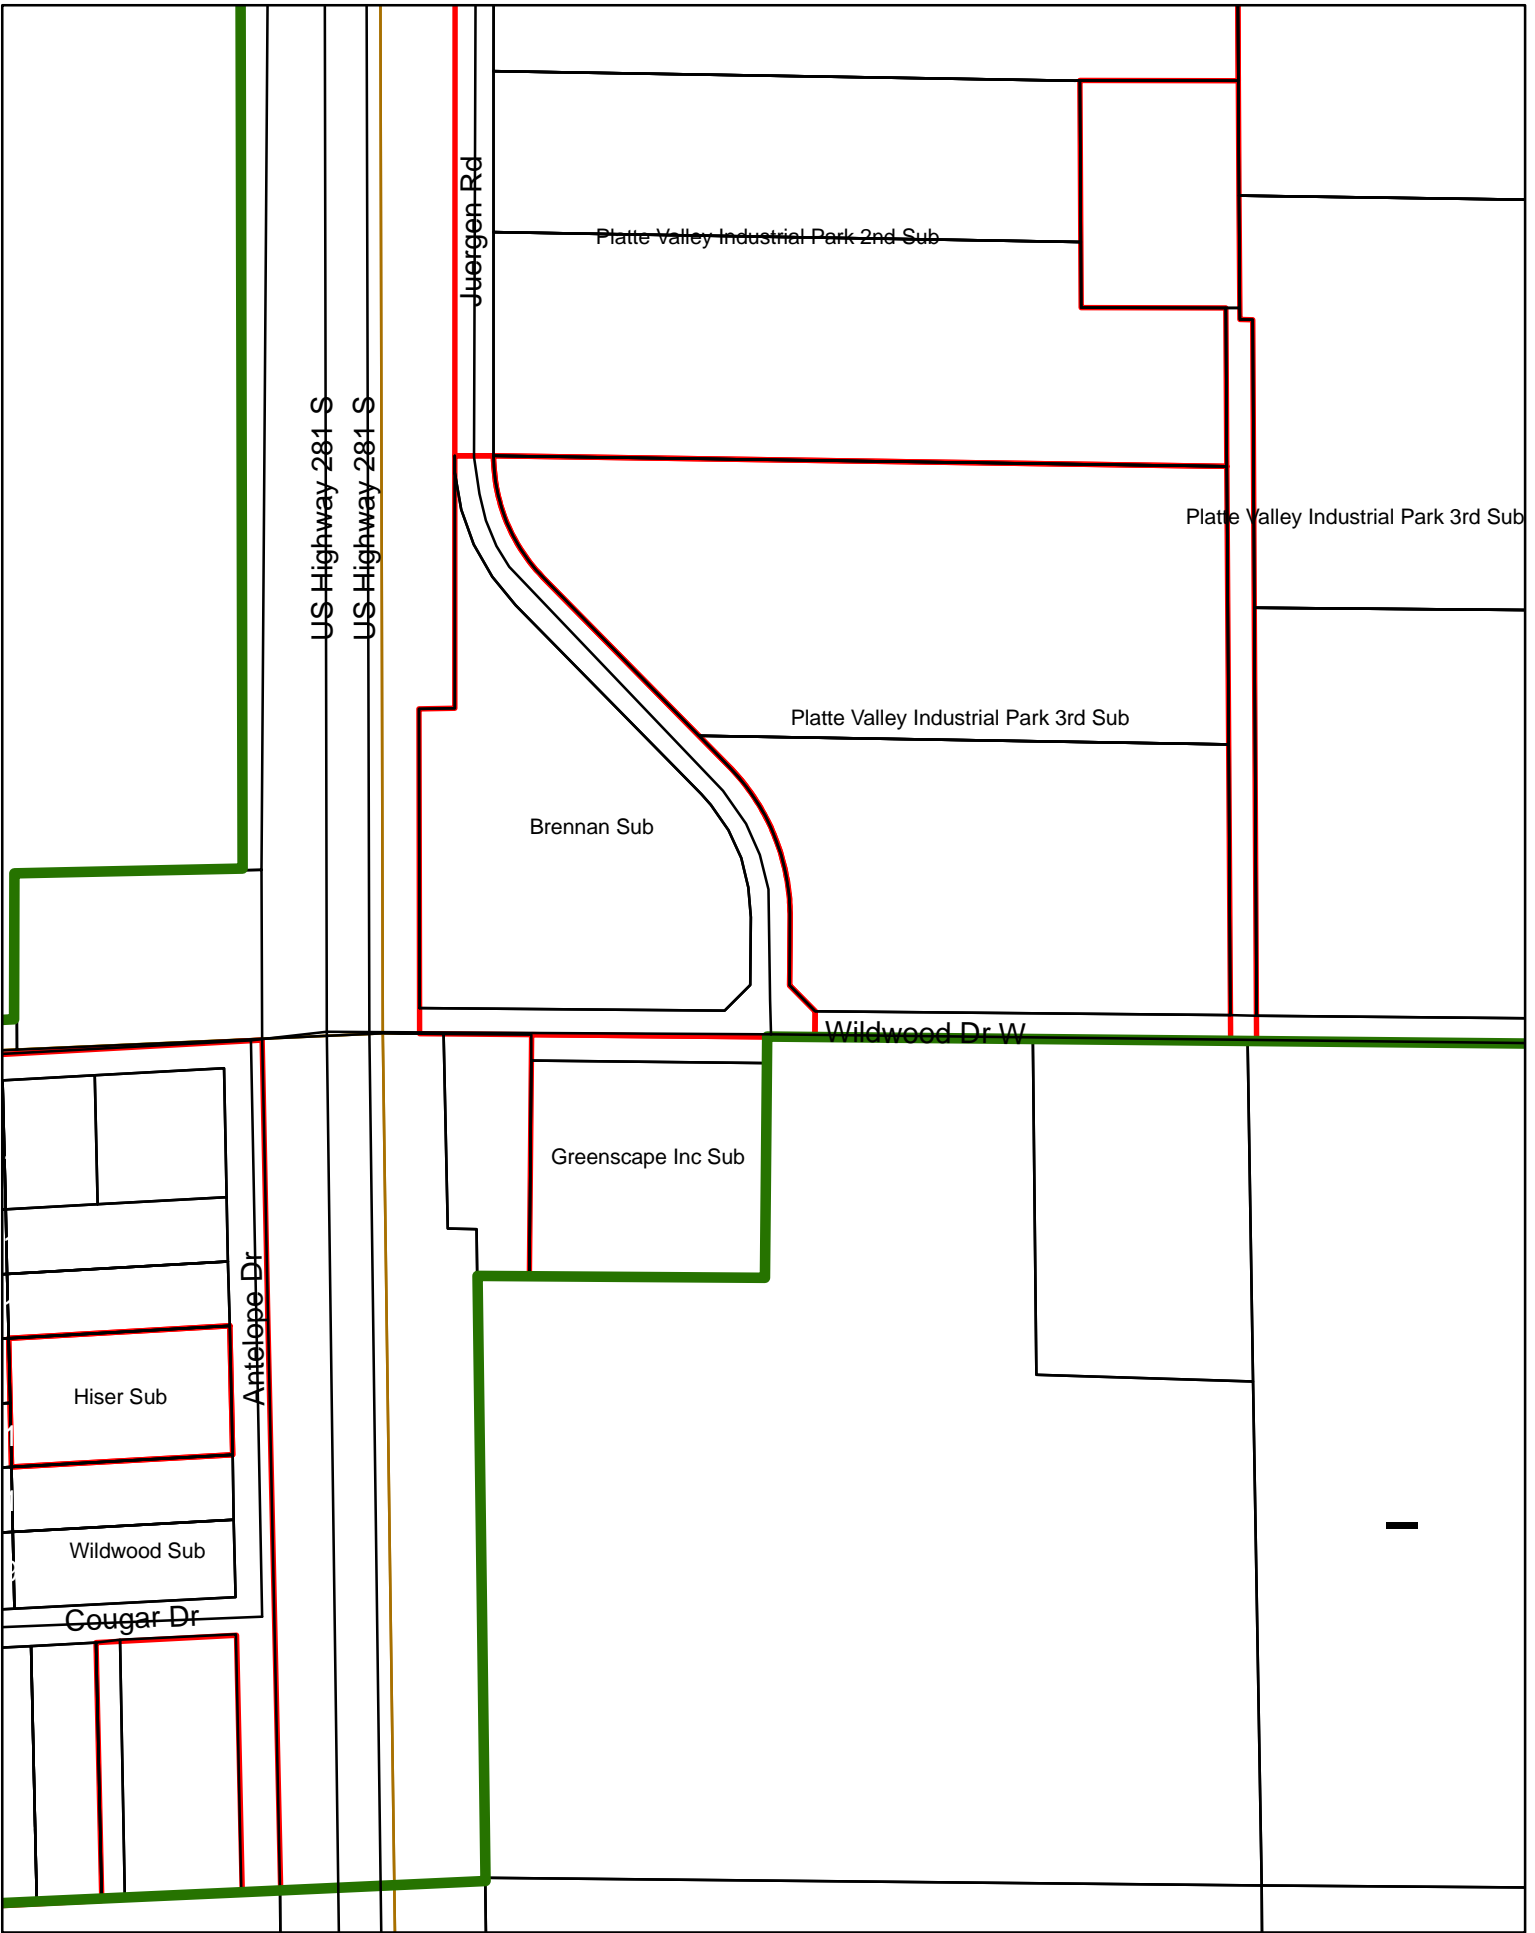 Juergen Rd
Platte Valley Industrial Park 2nd Sub
US Highway 281 S
US Highway 281 S
Platte Valley Industrial Park 3rd Sub
Platte Valley Industrial Park 3rd Sub
Brennan Sub
Wildwood Dr W
Greenscape Inc Sub
Antelope Dr
Hiser Sub
Wildwood Sub
Cougar Dr